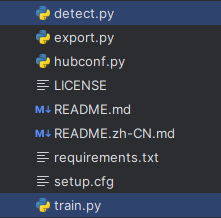 detect.py
export.py
hubconf.py
LICENSE
M↓ README.md
M↓ README.zh-CN.md
requirements.txt
setup.cfg
train.py